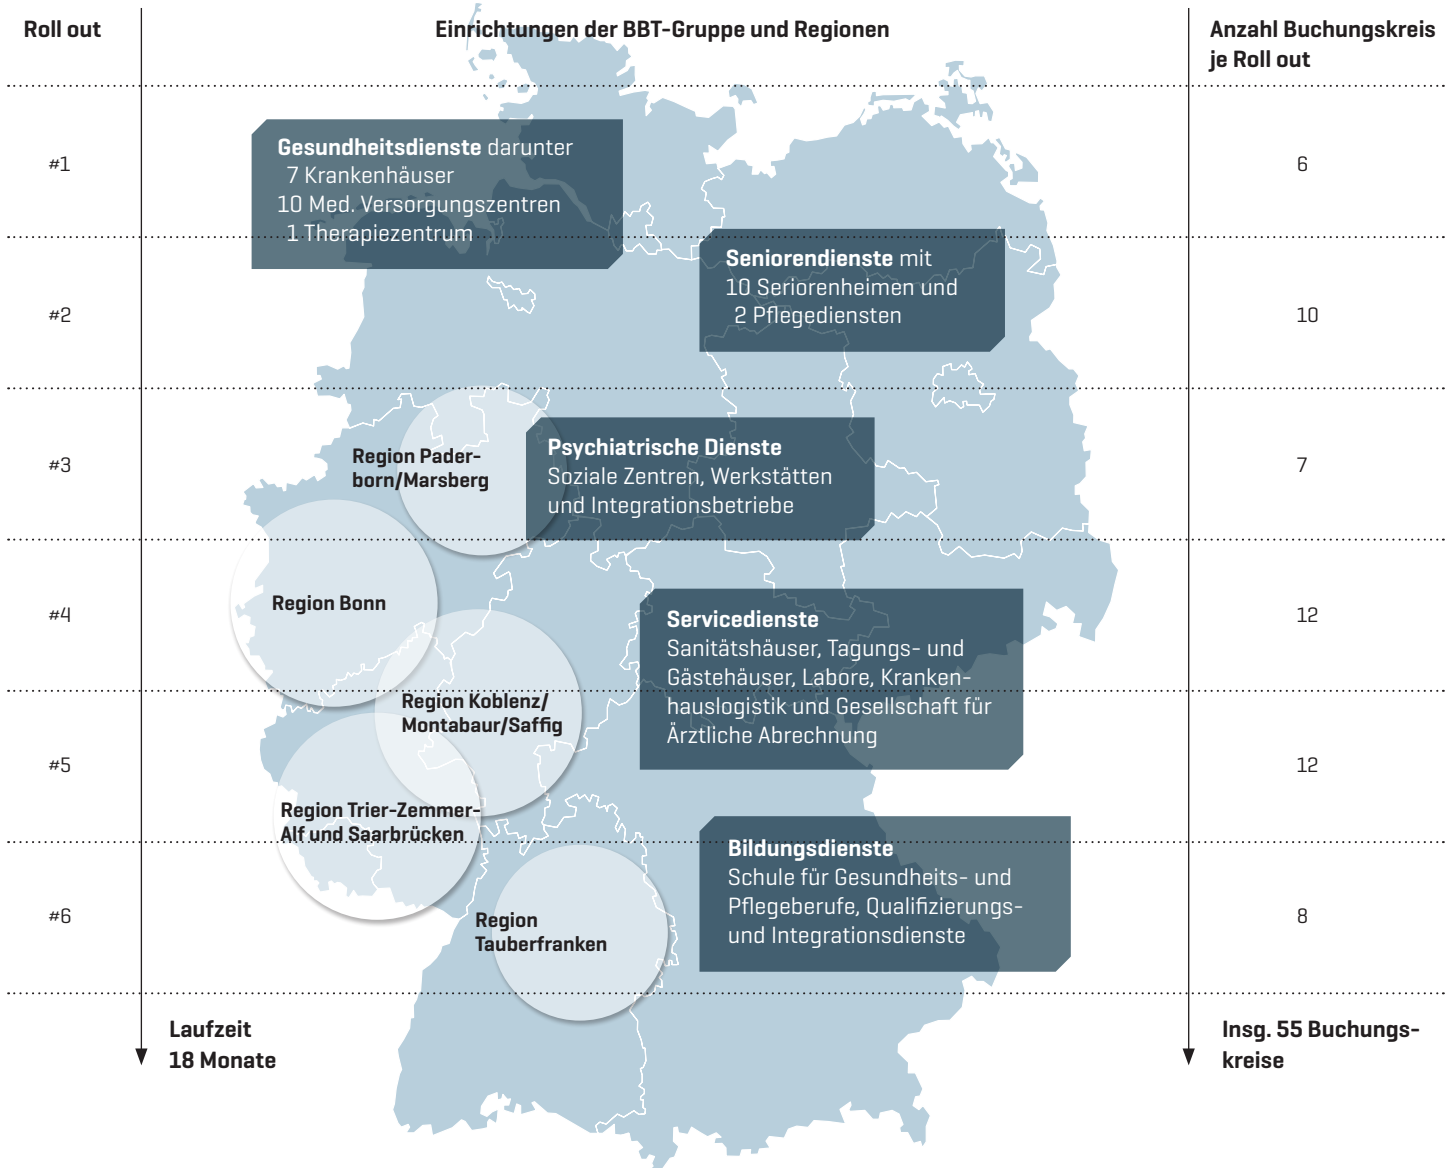 Roll out
Einrichtungen der BBT-Gruppe und Regionen
Anzahl Buchungskreis
je Roll out
#1
Gesundheitsdienste darunter
7 Krankenhäuser
10 Med. Versorgungszentren
1 Therapiezentrum
6
#2
Seniorendienste mit
10 Seriorenheimen und
2 Pflegediensten
10
#3
Region Pader-
born/Marsberg
Psychiatrische Dienste
Soziale Zentren, Werkstätten
und Integrationsbetriebe
7
#4
Region Bonn
Servicedienste
Sanitätshäuser, Tagungs- und
Gästehäuser, Labore, Kranken-
hauslogistik und Gesellschaft für
Ärztliche Abrechnung
12
Region Koblenz/
Montabaur/Saffig
#5
12
Region Trier-Zemmer-
Alf und Saarbrücken
Bildungsdienste
Schule für Gesundheits- und
Pflegeberufe, Qualifizierungs-
und Integrationsdienste
#6
Region
Tauberfranken
8
Laufzeit
18 Monate
Insg. 55 Buchungs-
kreise